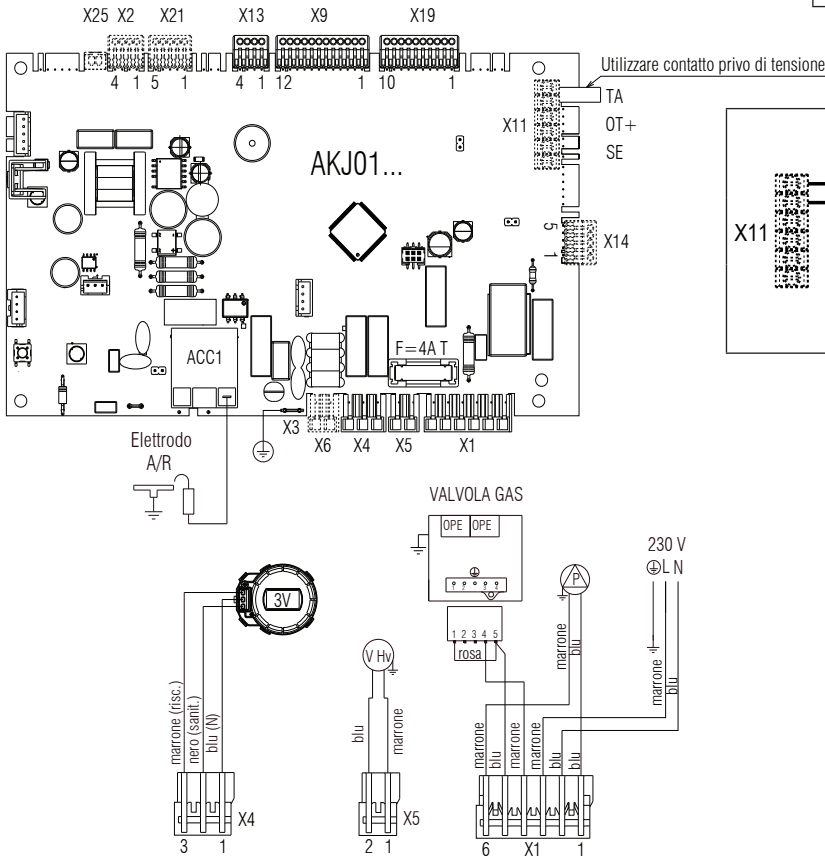 X25 X2 X21 X13 X9 X19
4 1 5 1 4 1 12 1 10 1
Utilizzare contatto privo di tensione
TA
X11
OT+
SE
AKJ01...
X11
5
1
X14
ACC1
F=4A T
X3
X6 X4 X5 X1
Elettrodo
A/R
VALVOLA GAS
OPE OPE
1 2 3 4
230 V
L N
P
3V
1 2 3 4 5
rosa
V Hv
marrone (risc.)
nero (sanit.)
blu (N)
blu
marrone
marrone
blu
marrone
blu
marrone
blu
marrone
marrone
blu
blu
X4
3 1
X5
2 1
6 X1 1